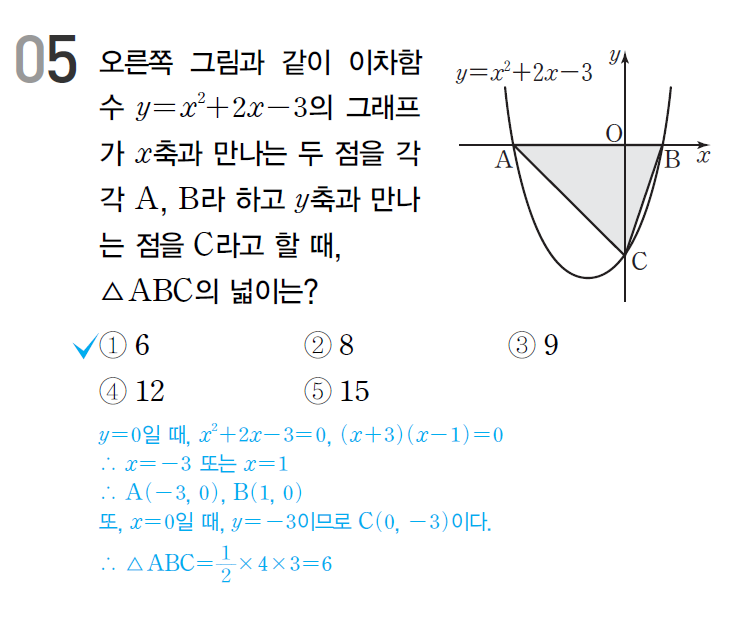 05
오른쪽 그림과 같이 이차함
수 y=x²+2x-3의 그래프
가 x축과 만나는 두 점을 각
각 A, B라 하고 y축과 만나
는 점을 C라고 할 때,
△ABC의 넓이는?
y=x²+2x-3
y
O
A
B
x
C
① 6 ② 8 ③ 9
④ 12 ⑤ 15
y=0일 때, x²+2x-3=0, (x+3)(x-1)=0
∴ x=-3 또는 x=1
∴ A(-3, 0), B(1, 0)
또, x=0일 때, y=-3이므로 C(0, -3)이다.
∴ △ABC=1/2×4×3=6